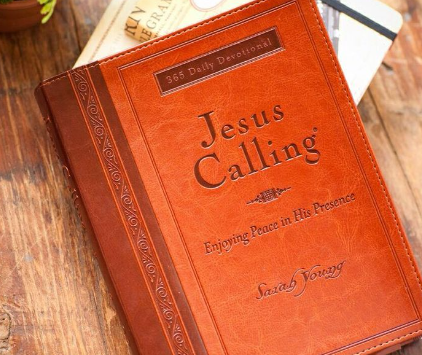 365 Daily Devotional
Jesus
Calling®
Enjoying Peace in His Presence
Sarah Young